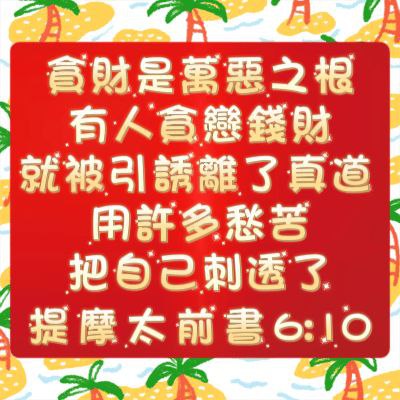 貪財是萬惡之根
有人貪戀錢財
就被引誘離了真道
用許多愁苦
把自己刺透了
提摩太前書6:10